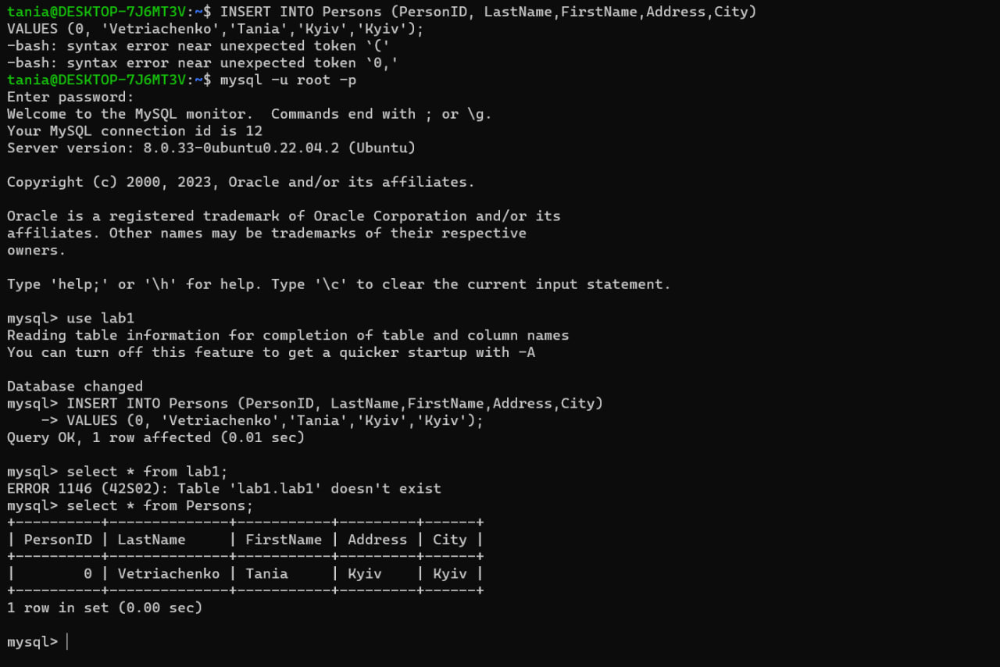 tania@DESKTOP-7J6MT3V:~$ INSERT INTO Persons (PersonID, LastName,FirstName,Address,City)
VALUES (0, 'Vetriachenko','Tania','Kyiv','Kyiv');
-bash: syntax error near unexpected token `('
-bash: syntax error near unexpected token `0,'
tania@DESKTOP-7J6MT3V:~$ mysql -u root -p
Enter password:
Welcome to the MySQL monitor.  Commands end with ; or \g.
Your MySQL connection id is 12
Server version: 8.0.33-0ubuntu0.22.04.2 (Ubuntu)

Copyright (c) 2000, 2023, Oracle and/or its affiliates.

Oracle is a registered trademark of Oracle Corporation and/or its
affiliates. Other names may be trademarks of their respective
owners.

Type 'help;' or '\h' for help. Type '\c' to clear the current input statement.

mysql> use lab1
Reading table information for completion of table and column names
You can turn off this feature to get a quicker startup with -A

Database changed
mysql> INSERT INTO Persons (PersonID, LastName,FirstName,Address,City)
    -> VALUES (0, 'Vetriachenko','Tania','Kyiv','Kyiv');
Query OK, 1 row affected (0.01 sec)

mysql> select * from lab1;
ERROR 1146 (42S02): Table 'lab1.lab1' doesn't exist
mysql> select * from Persons;
+----------+--------------+-----------+---------+------+
| PersonID | LastName     | FirstName | Address | City |
+----------+--------------+-----------+---------+------+
|        0 | Vetriachenko | Tania     | Kyiv    | Kyiv |
+----------+--------------+-----------+---------+------+
1 row in set (0.00 sec)

mysql>